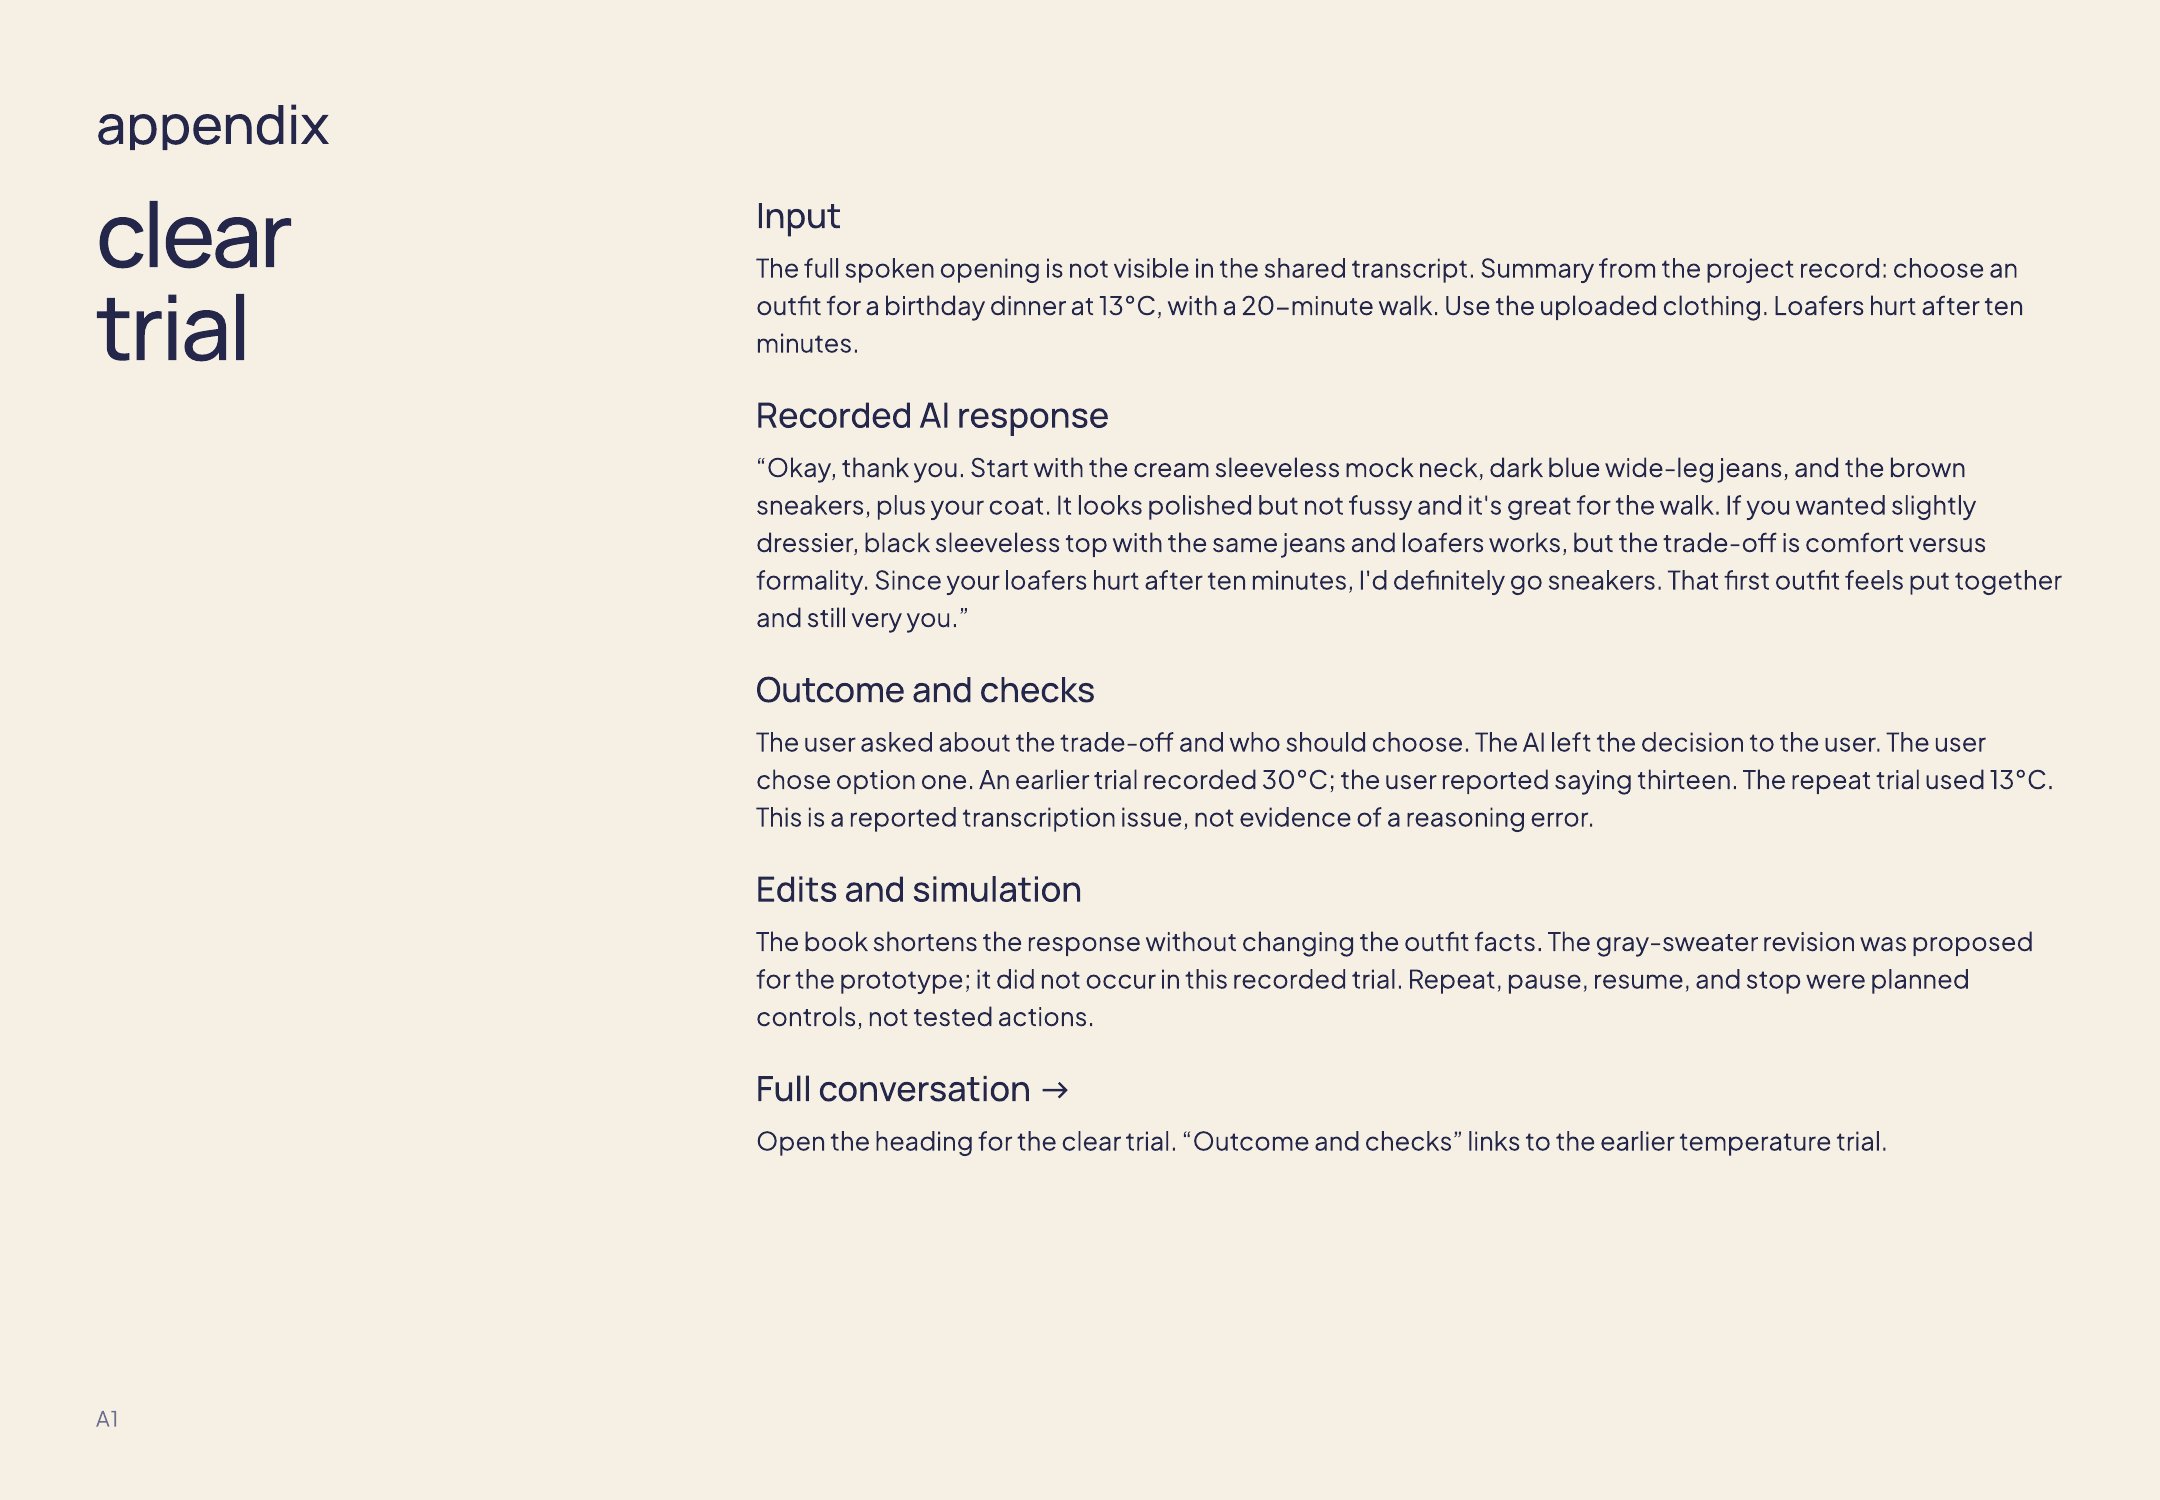 appendix
clear
trial
Input
The full spoken opening is not visible in the shared transcript. Summary from the project record: choose an
outfit for a birthday dinner at 13°C, with a 20–minute walk. Use the uploaded clothing. Loafers hurt after ten
minutes.
Recorded AI response
“Okay, thank you. Start with the cream sleeveless mock neck, dark blue wide-leg jeans, and the brown
sneakers, plus your coat. It looks polished but not fussy and it's great for the walk. If you wanted slightly
dressier, black sleeveless top with the same jeans and loafers works, but the trade-off is comfort versus
formality. Since your loafers hurt after ten minutes, I'd definitely go sneakers. That first outfit feels put together
and still very you.”
Outcome and checks
The user asked about the trade-off and who should choose. The AI left the decision to the user. The user
chose option one. An earlier trial recorded 30°C; the user reported saying thirteen. The repeat trial used 13°C.
This is a reported transcription issue, not evidence of a reasoning error.
Edits and simulation
The book shortens the response without changing the outfit facts. The gray-sweater revision was proposed
for the prototype; it did not occur in this recorded trial. Repeat, pause, resume, and stop were planned
controls, not tested actions.
Full conversation →
Open the heading for the clear trial. “Outcome and checks” links to the earlier temperature trial.
A1